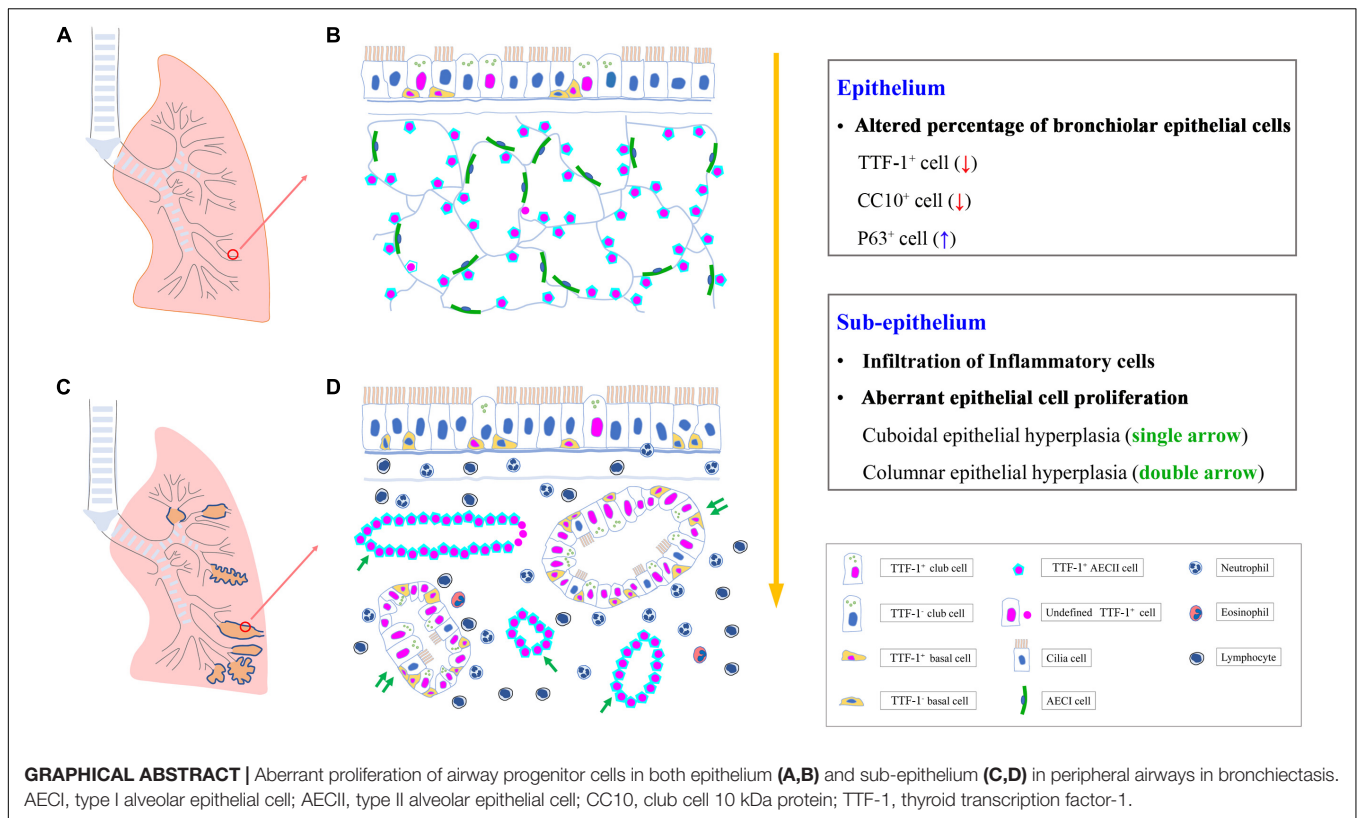 A
B
Epithelium
• Altered percentage of bronchiolar epithelial cells
TTF-1⁺ cell (↓)
CC10⁺ cell (↓)
P63⁺ cell (↑)
Sub-epithelium
• Infiltration of Inflammatory cells
• Aberrant epithelial cell proliferation
Cuboidal epithelial hyperplasia (single arrow)
Columnar epithelial hyperplasia (double arrow)
C
D
TTF-1⁺ club cell
TTF-1⁺ AECII cell
Neutrophil
TTF-1⁻ club cell
Undefined TTF-1⁺ cell
Eosinophil
TTF-1⁺ basal cell
Cilia cell
Lymphocyte
TTF-1⁻ basal cell
AECI cell
GRAPHICAL ABSTRACT | Aberrant proliferation of airway progenitor cells in both epithelium (A,B) and sub-epithelium (C,D) in peripheral airways in bronchiectasis.
AECI, type I alveolar epithelial cell; AECII, type II alveolar epithelial cell; CC10, club cell 10 kDa protein; TTF-1, thyroid transcription factor-1.